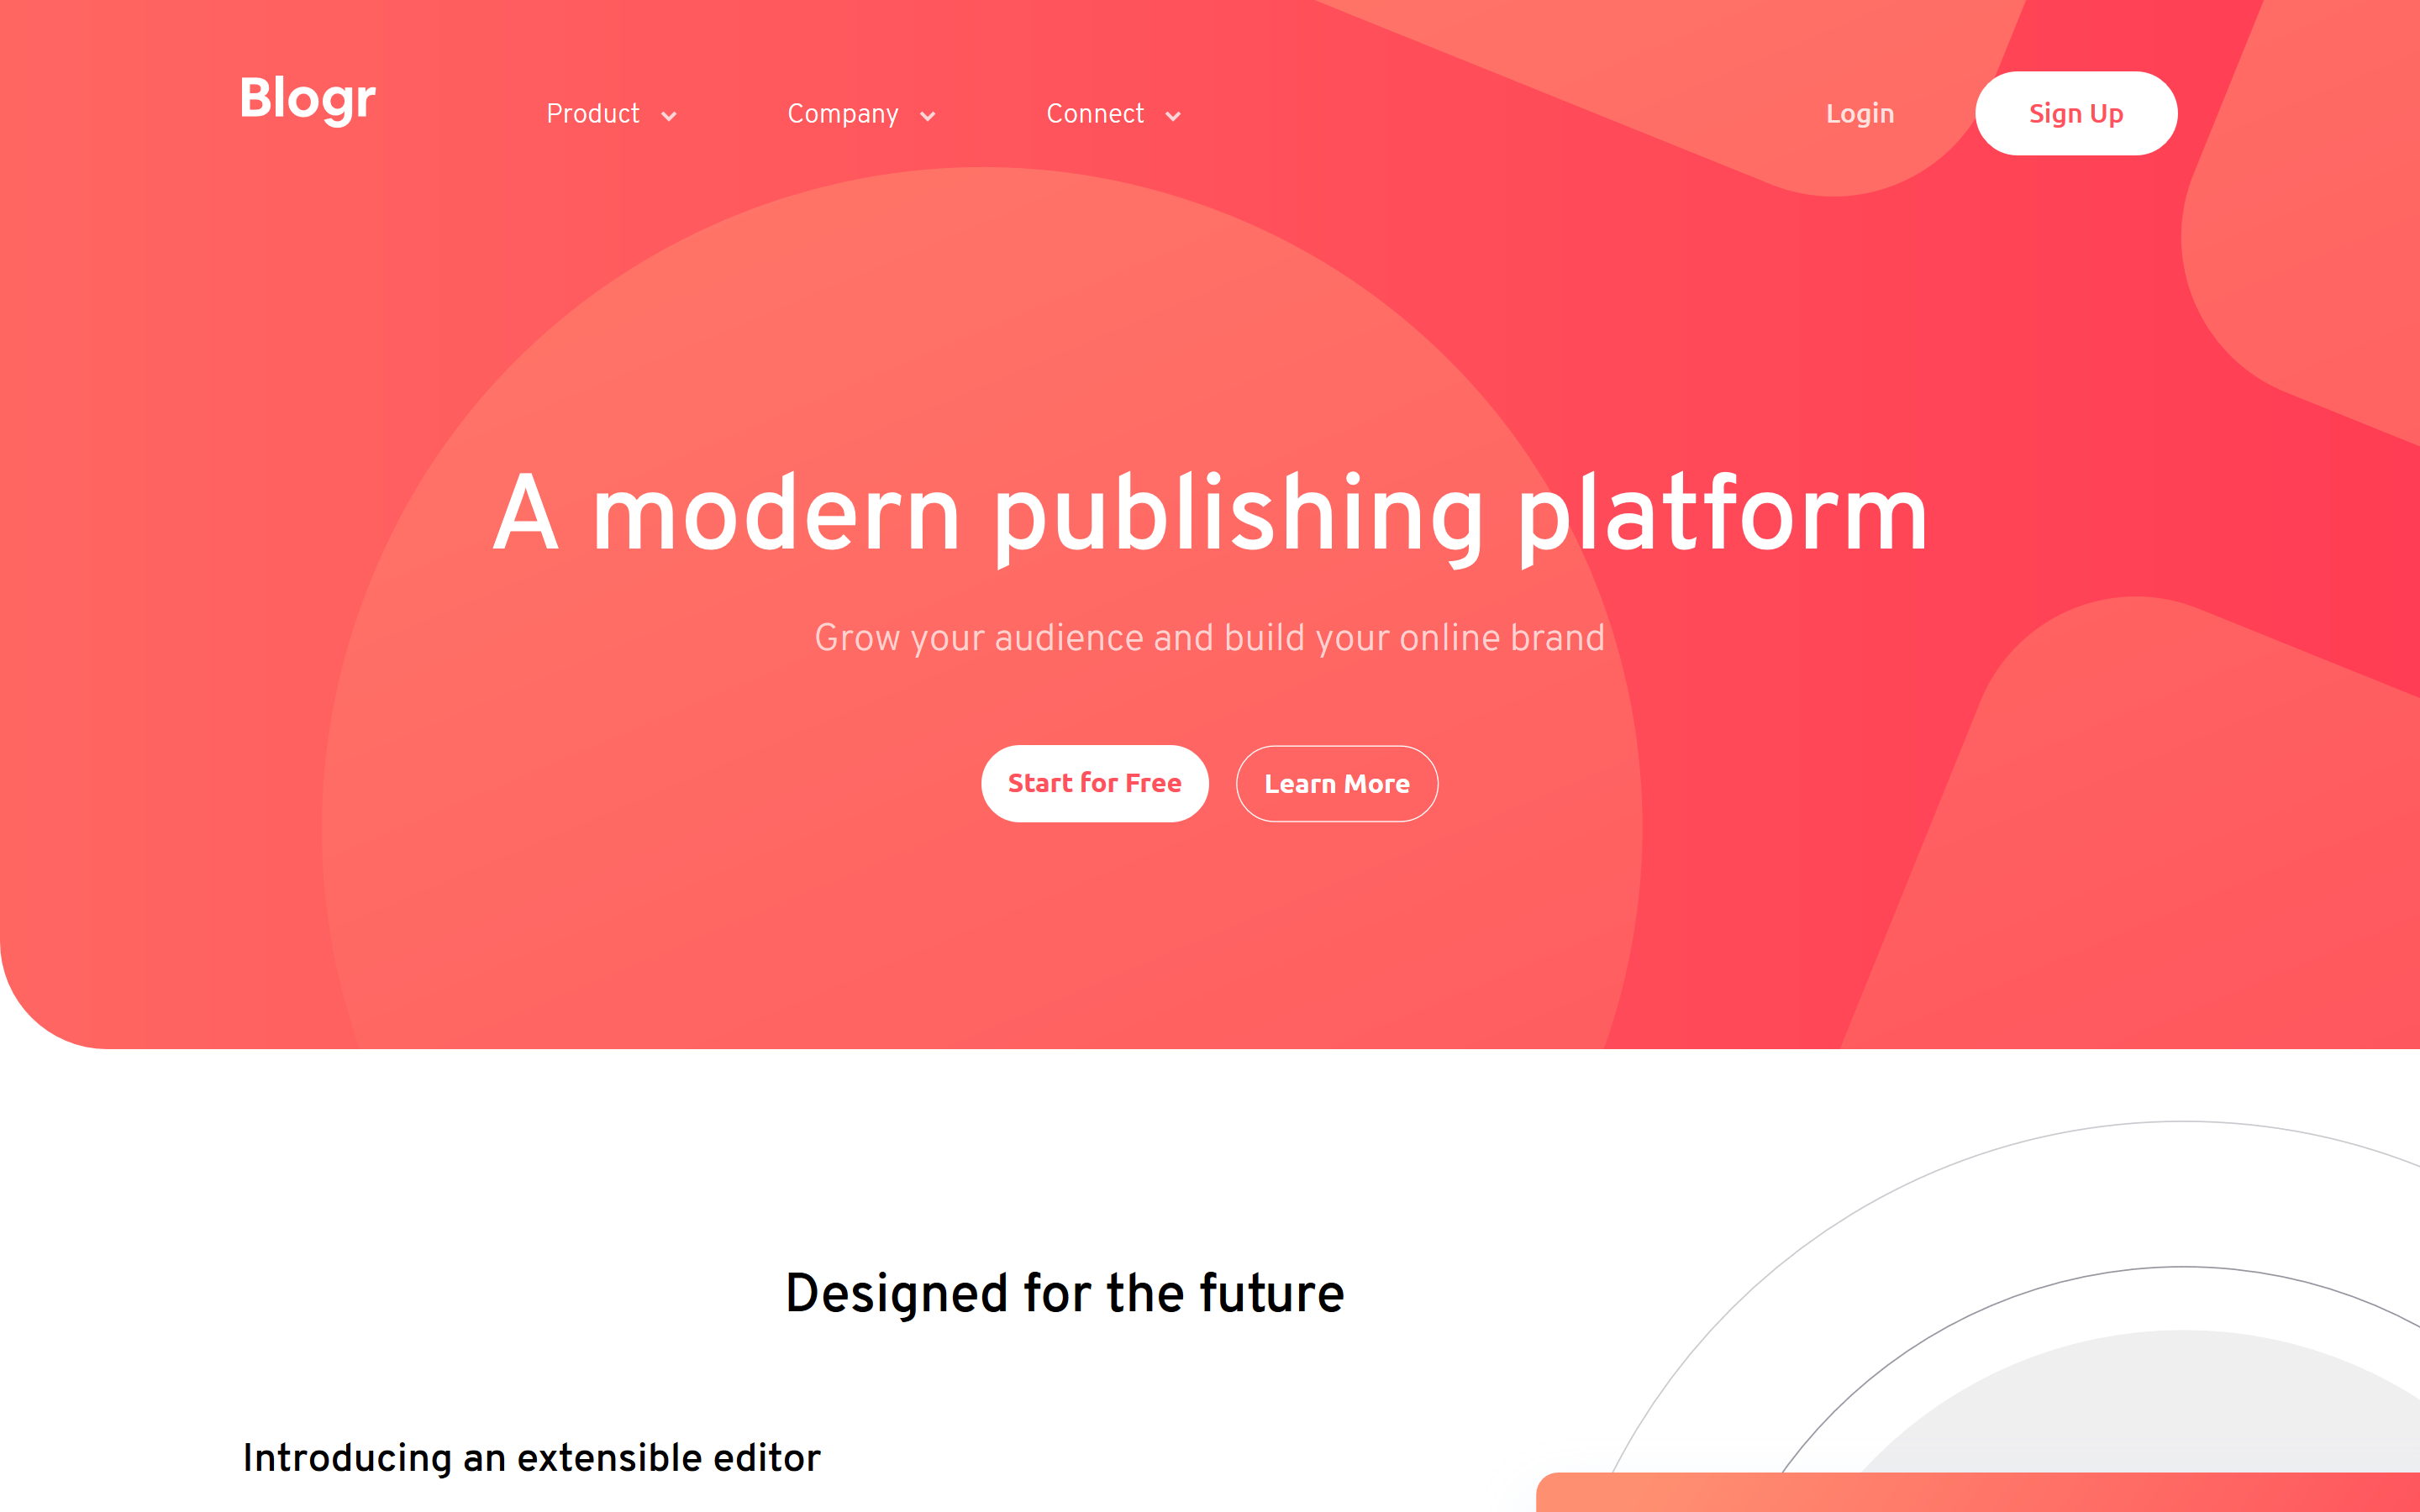 Blogr
Product
Company
Connect
Login
Sign Up
A modern publishing platform
Grow your audience and build your online brand
Start for Free
Learn More
Designed for the future
Introducing an extensible editor